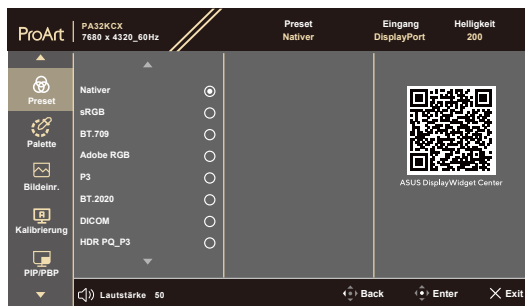 ProArt
PA32KCX
7680 x 4320_60Hz
Preset
Nativer
Eingang
DisplayPort
Helligkeit
200
Preset
Palette
Bildeinr.
Kalibrierung
PIP/PBP
Nativer
sRGB
BT.709
Adobe RGB
P3
BT.2020
DICOM
HDR PQ_P3
ASUS DisplayWidget Center
Lautstärke 50
Back
Enter
Exit